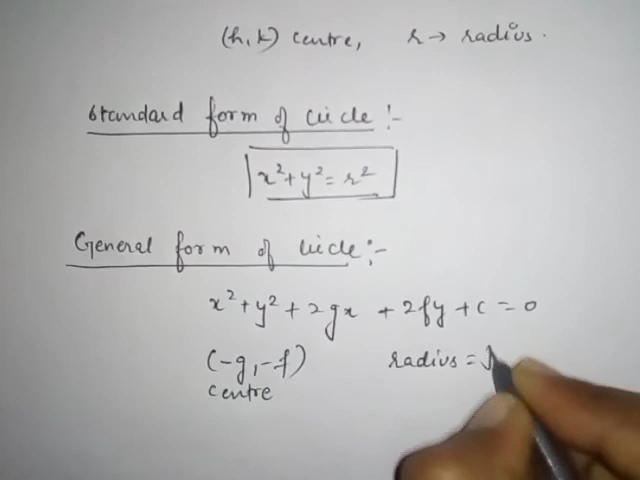 (h, k) centre, r → radius.
Standard form of Circle :-
x² + y² = r²
General form of Circle :-
x² + y² + 2gx + 2fy + c = 0
(-g, -f) radius = √
centre